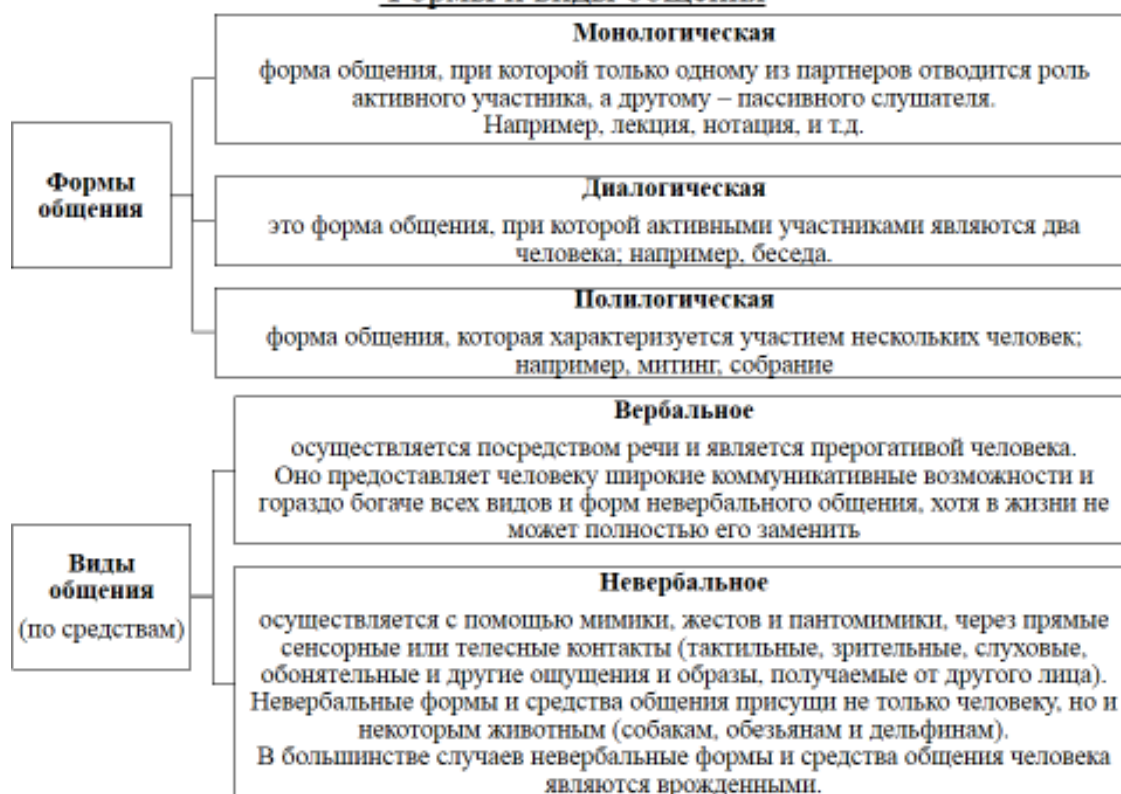 Формы и виды общения
Монологическая
форма общения, при которой только одному из партнеров отводится роль
активного участника, а другому – пассивного слушателя.
Например, лекция, нотация, и т.д.
Формы
общения
Диалогическая
это форма общения, при которой активными участниками являются два
человека; например, беседа.
Полилогическая
форма общения, которая характеризуется участием нескольких человек;
например, митинг, собрание
Вербальное
осуществляется посредством речи и является прерогативой человека.
Оно предоставляет человеку широкие коммуникативные возможности и
гораздо богаче всех видов и форм невербального общения, хотя в жизни не
может полностью его заменить
Виды
общения
(по средствам)
Невербальное
осуществляется с помощью мимики, жестов и пантомимики, через прямые
сенсорные или телесные контакты (тактильные, зрительные, слуховые,
обонятельные и другие ощущения и образы, получаемые от другого лица).
Невербальные формы и средства общения присущи не только человеку, но и
некоторым животным (собакам, обезьянам и дельфинам).
В большинстве случаев невербальные формы и средства общения человека
являются врожденными.